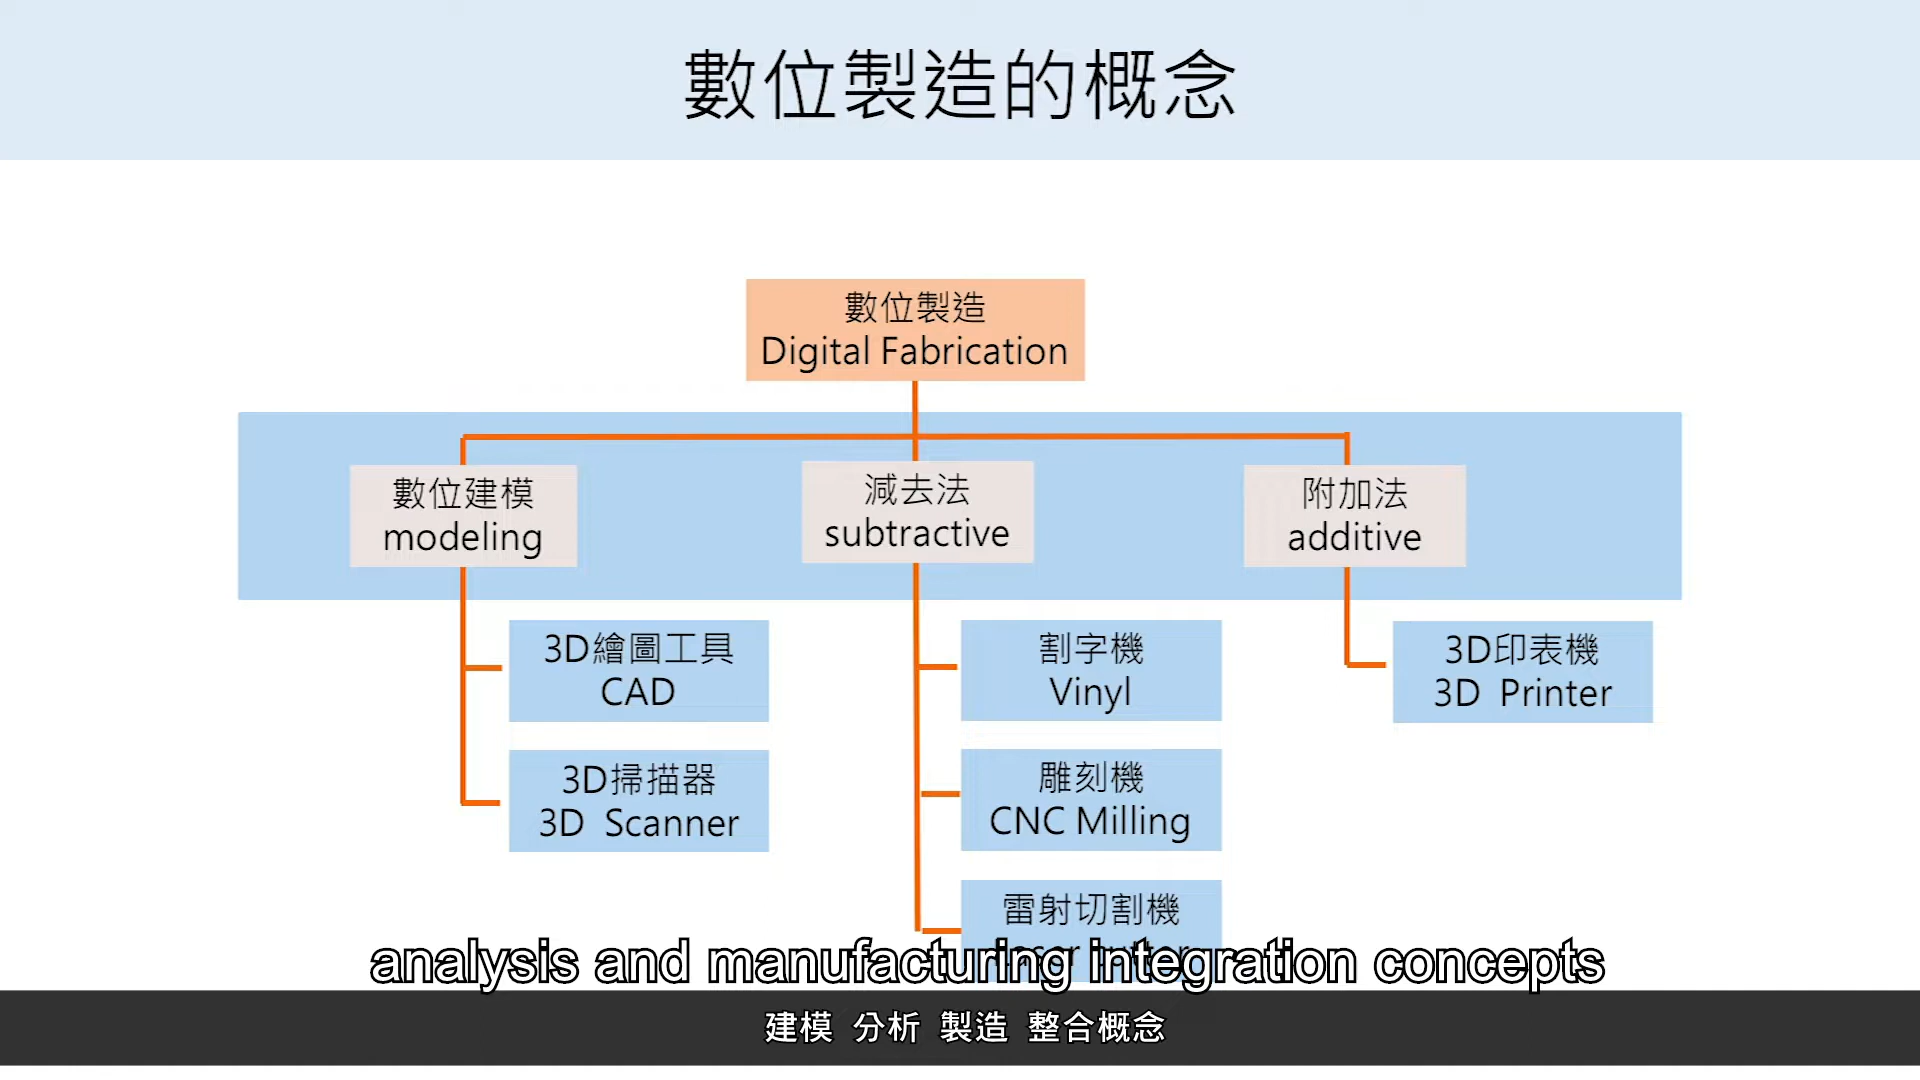 數位製造的概念
數位製造
Digital Fabrication
數位建模
modeling
減去法
subtractive
附加法
additive
3D繪圖工具
CAD
3D掃描器
3D Scanner
割字機
Vinyl
雕刻機
CNC Milling
雷射切割機
3D印表機
3D Printer
analysis and manufacturing integration concepts
建模 分析 製造 整合概念